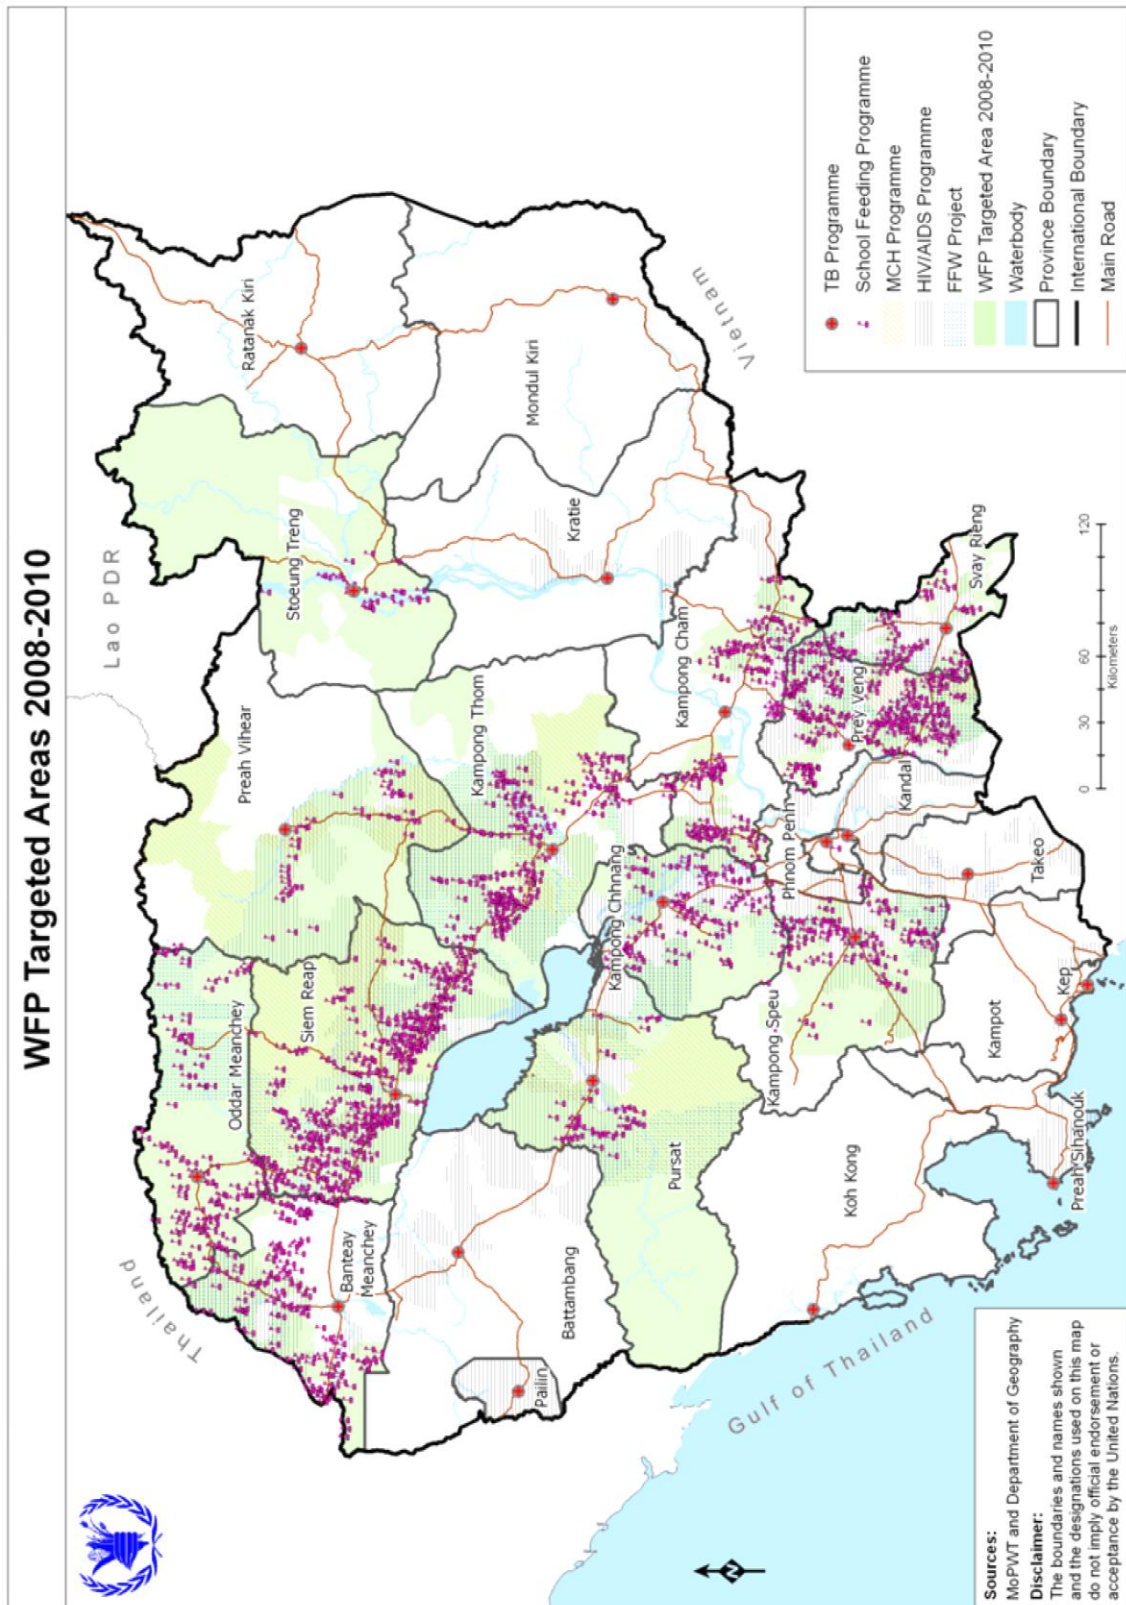 WFP Targeted Areas 2008-2010
Lao PDR
Thailand
Vietnam
Gulf of Thailand
Ratanak Kiri
Stoeung Treng
Preah Vihear
Oddar Meanchey
Siem Reap
Banteay
Meanchey
Kampong Thom
Mondul Kiri
Kratie
Battambang
Pailin
Pursat
Kampong Chhnang
Kampong Cham
Prey Veng
Svay Rieng
Kandal
Phnom Penh
Kampong Speu
Koh Kong
Takeo
Kampot
Kep
Preah Sihanouk
0 30 60 120
Kilometers
N
TB Programme
School Feeding Programme
MCH Programme
HIV/AIDS Programme
FFW Project
WFP Targeted Area 2008-2010
Waterbody
Province Boundary
International Boundary
Main Road
Sources:
MoPWT and Department of Geography
Disclaimer:
The boundaries and names shown
and the designations used on this map
do not imply official endorsement or
acceptance by the United Nations.